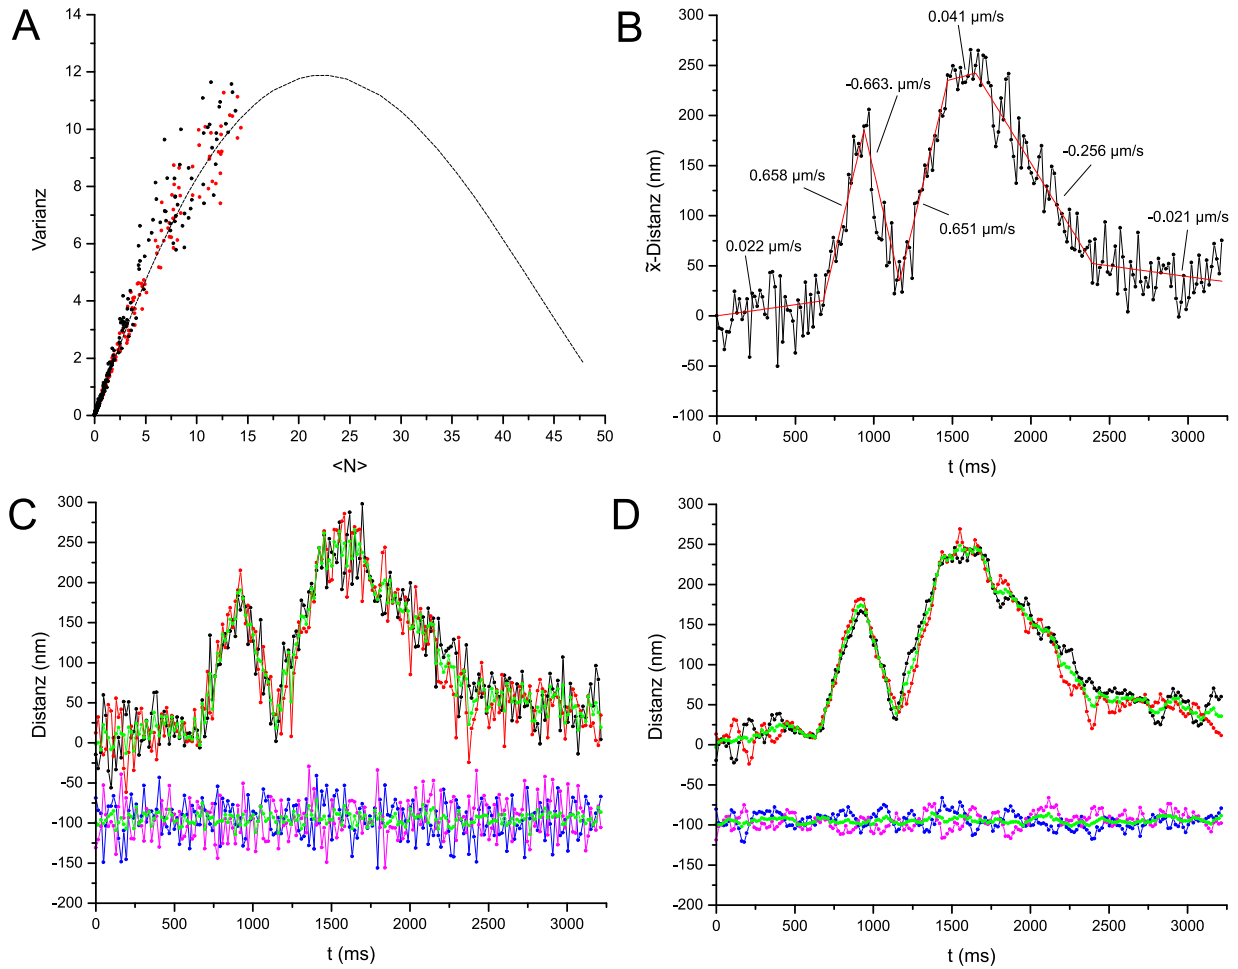 A
14
12
10
8
6
4
2
0
Varianz
0 5 10 15 20 25 30 35 40 45 50
<N>
B
300
250
200
150
100
50
0
-50
-100
x̃-Distanz (nm)
0.041 µm/s
-0.663. µm/s
0.658 µm/s
-0.256 µm/s
0.651 µm/s
-0.021 µm/s
0.022 µm/s
0 500 1000 1500 2000 2500 3000
t (ms)
C
300
250
200
150
100
50
0
-50
-100
-150
-200
Distanz (nm)
0 500 1000 1500 2000 2500 3000
t (ms)
D
300
250
200
150
100
50
0
-50
-100
-150
-200
Distanz (nm)
0 500 1000 1500 2000 2500 3000
t (ms)